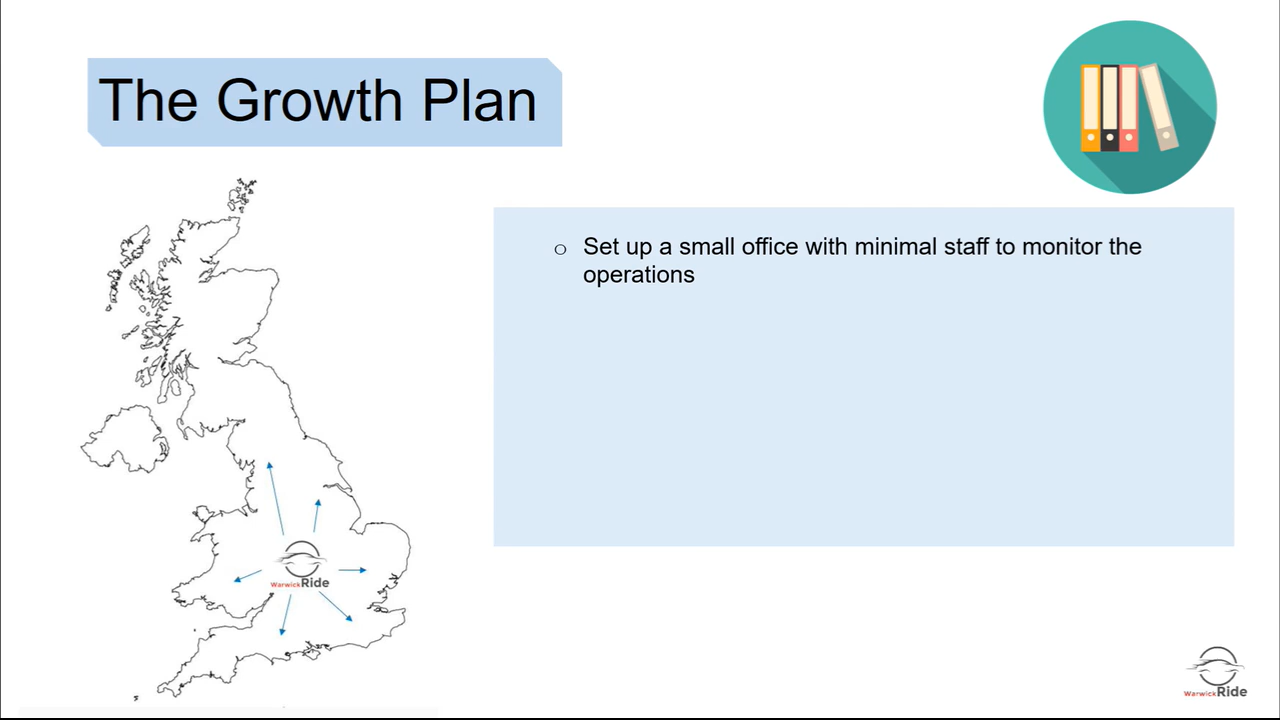 The Growth Plan
Set up a small office with minimal staff to monitor the
operations
WarwickRide
WarwickRide